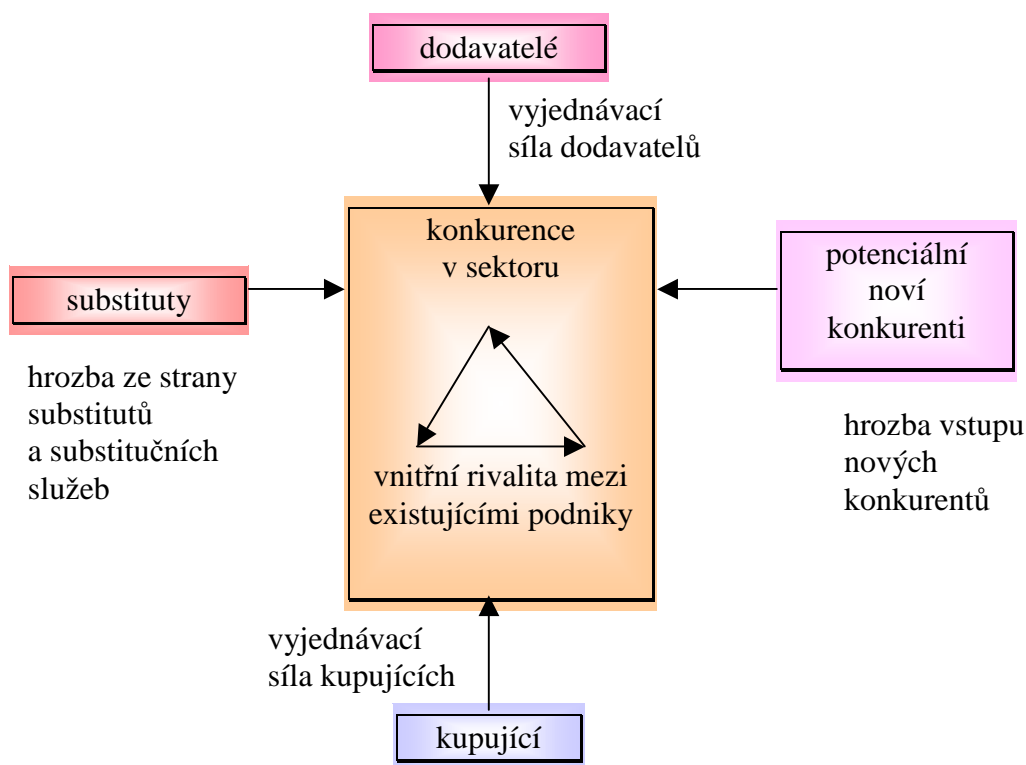 dodavatelé
vyjednávací
síla dodavatelů
konkurence
v sektoru
potenciální
noví
konkurenti
substituty
hrozba ze strany
substitutů
a substitučních
služeb
hrozba vstupu
nových
konkurentů
vnitřní rivalita mezi
existujícími podniky
vyjednávací
síla kupujících
kupující